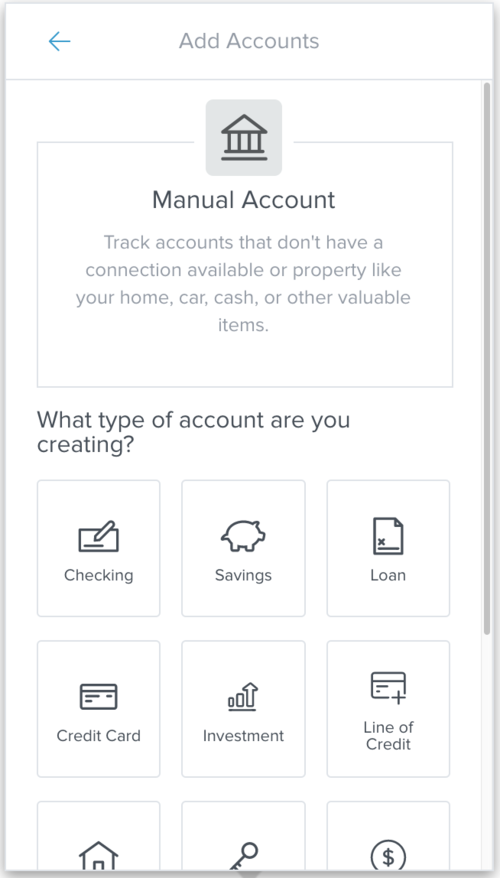 Add Accounts
Manual Account
Track accounts that don't have a
connection available or property like
your home, car, cash, or other valuable
items.
What type of account are you
creating?
Checking
Savings
Loan
Credit Card
Investment
Line of
Credit